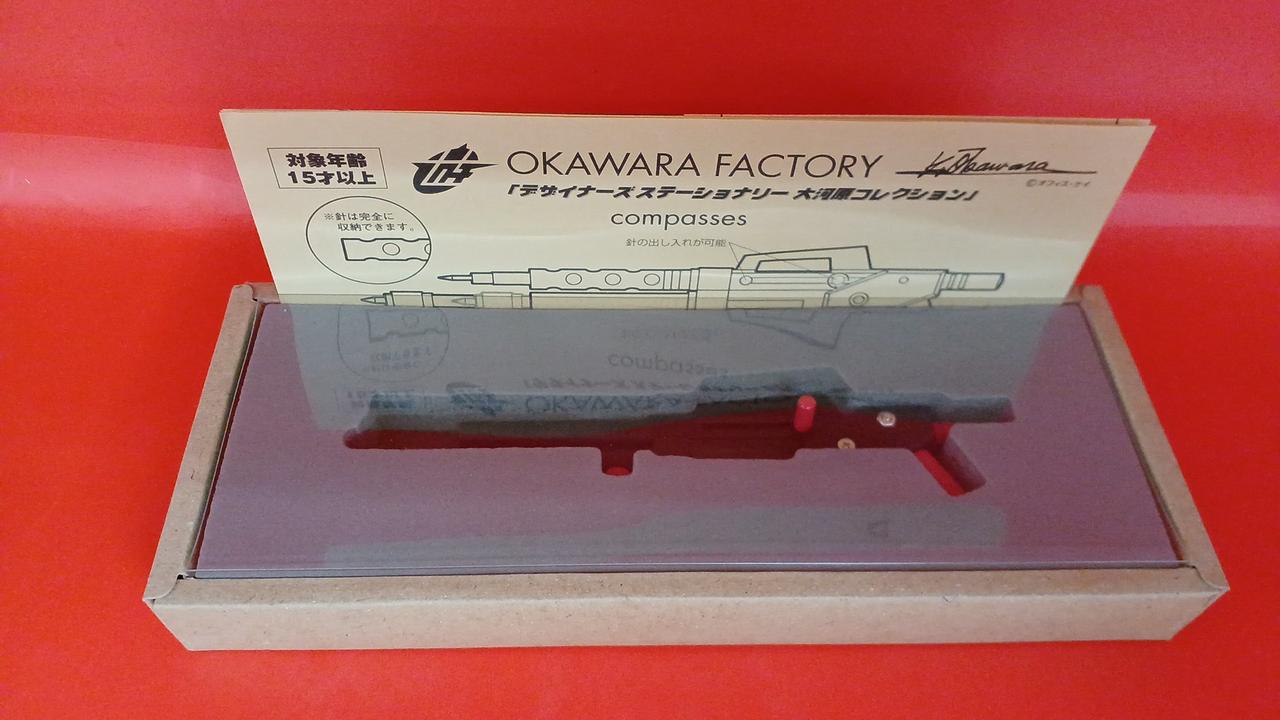 対象年齢
15才以上
OKAWARA FACTORY
K.Okawara
©オフィス・ケイ
「デザイナーズ ステーショナリー 大河原コレクション」
compasses
※針は完全に
収納できます。
針の出し入れが可能